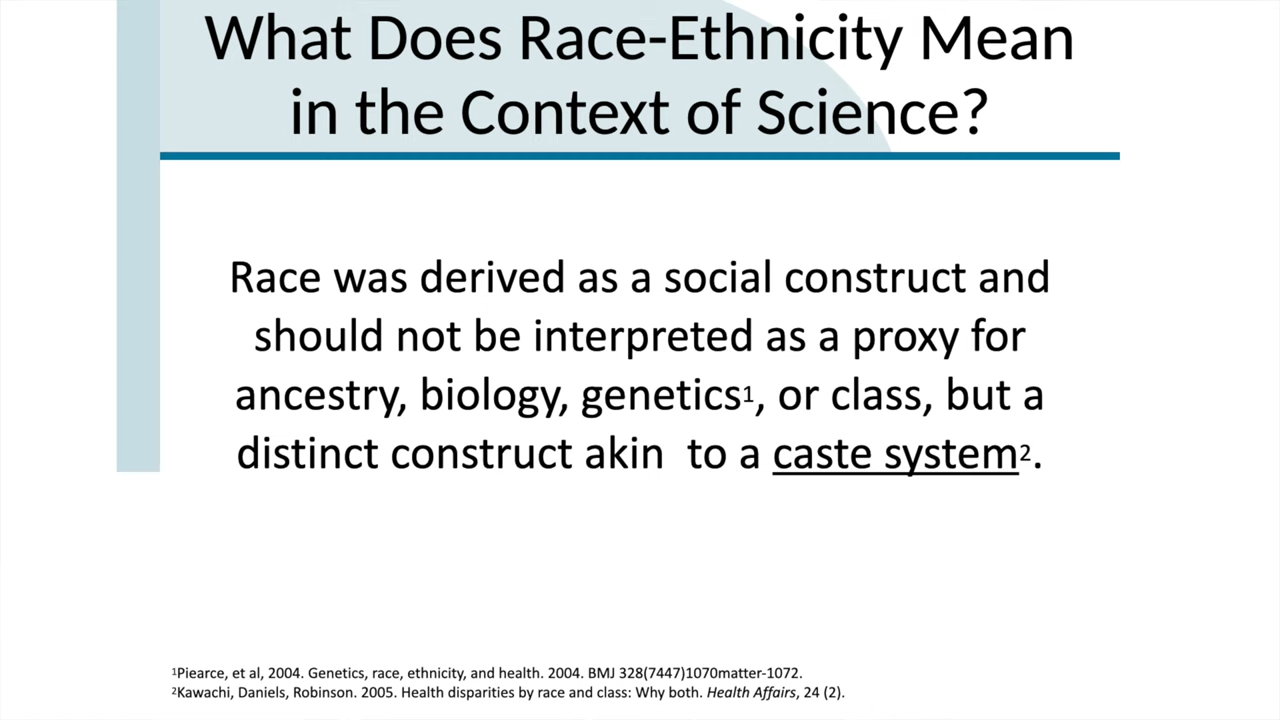 What Does Race-Ethnicity Mean
in the Context of Science?
Race was derived as a social construct and
should not be interpreted as a proxy for
ancestry, biology, genetics1, or class, but a
distinct construct akin  to a caste system2.
1Piearce, et al, 2004. Genetics, race, ethnicity, and health. 2004. BMJ 328(7447)1070matter-1072.
2Kawachi, Daniels, Robinson. 2005. Health disparities by race and class: Why both. Health Affairs, 24 (2).